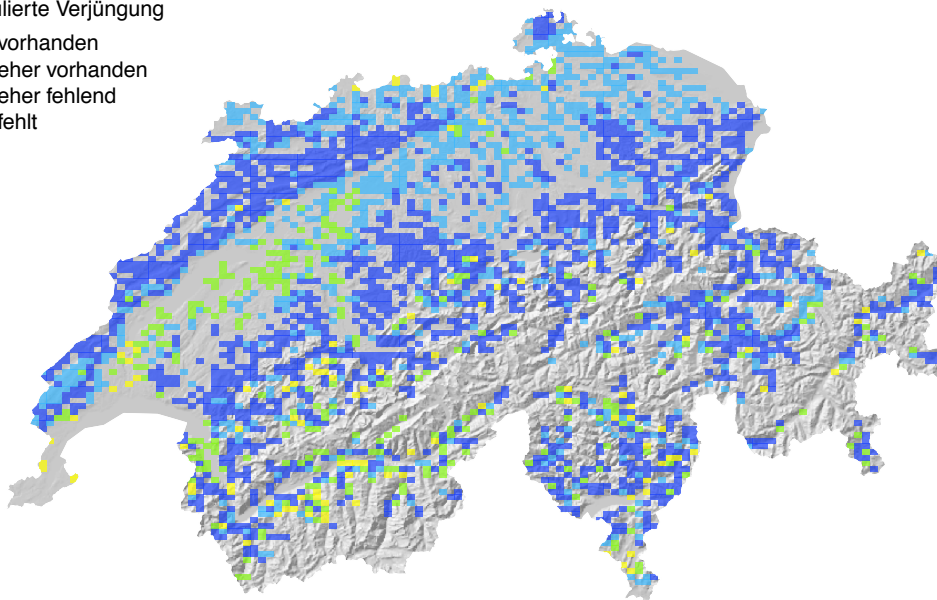 lierte Verjüngung
vorhanden
eher vorhanden
eher fehlend
fehlt